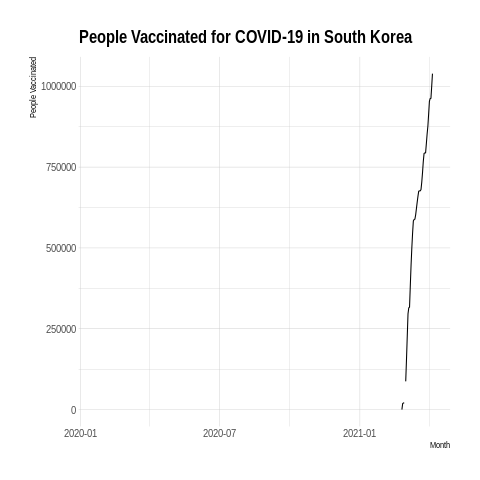 People Vaccinated for COVID-19 in South Korea
People Vaccinated
1000000
750000
500000
250000
0
2020-01 2020-07 2021-01
Month